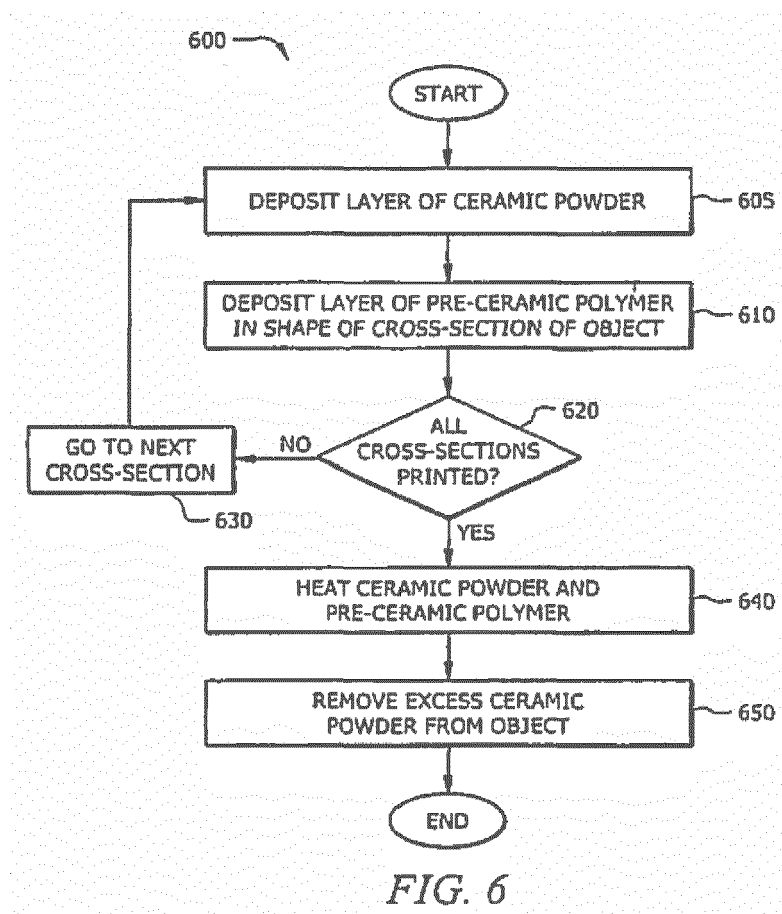 600
START
DEPOSIT LAYER OF CERAMIC POWDER
605
DEPOSIT LAYER OF PRE-CERAMIC POLYMER
IN SHAPE OF CROSS-SECTION OF OBJECT
610
ALL
CROSS-SECTIONS
PRINTED?
620
NO
GO TO NEXT
CROSS-SECTION
630
YES
HEAT CERAMIC POWDER AND
PRE-CERAMIC POLYMER
640
REMOVE EXCESS CERAMIC
POWDER FROM OBJECT
650
END
FIG. 6